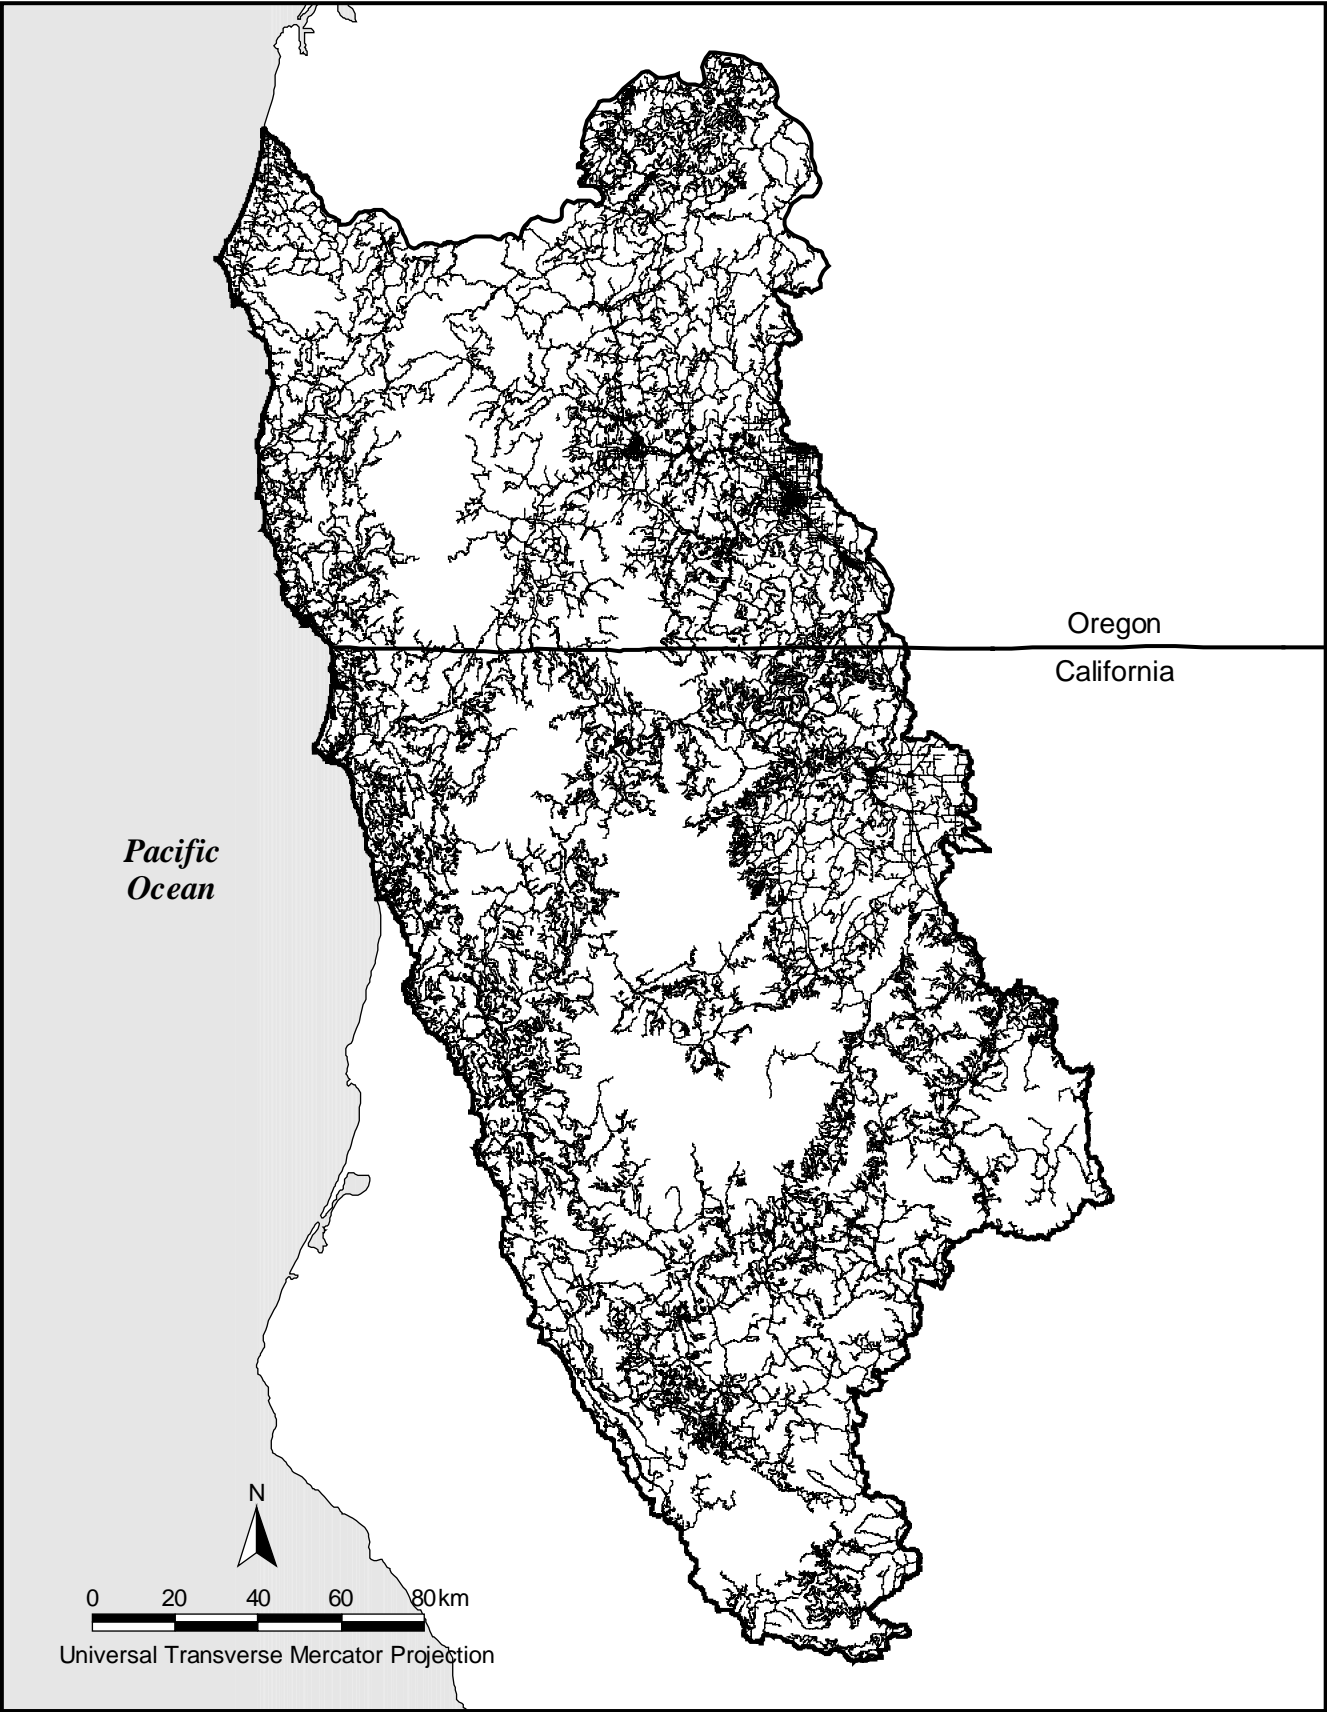 Oregon
California
Pacific
Ocean
N
0 20 40 60 80 km
Universal Transverse Mercator Projection